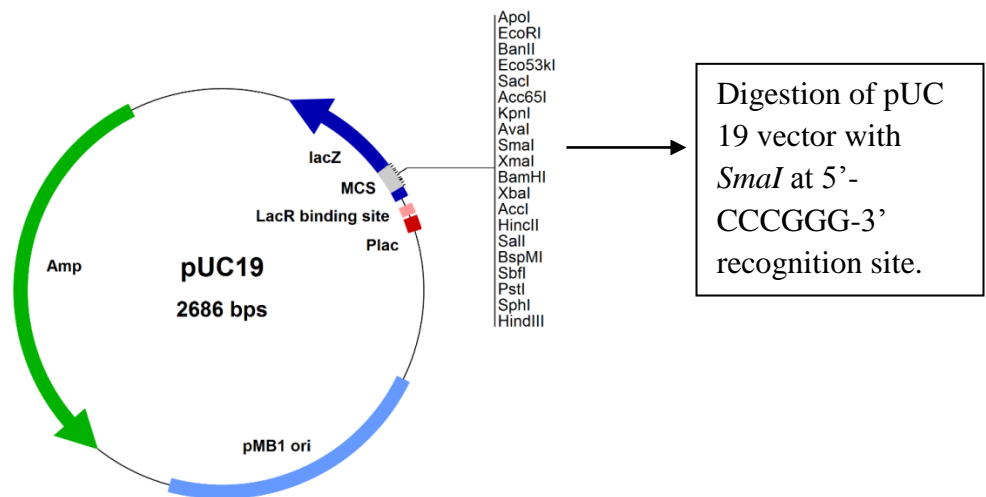 ApoI
EcoRI
BanII
Eco53kI
SacI
Acc65I
KpnI
AvaI
SmaI
XmaI
BamHI
XbaI
AccI
HincII
SalI
BspMI
SbfI
PstI
SphI
HindIII
lacZ
MCS
LacR binding site
Plac
Amp
pUC19
2686 bps
pMB1 ori
Digestion of pUC
19 vector with
SmaI at 5’-
CCCGGG-3’
recognition site.